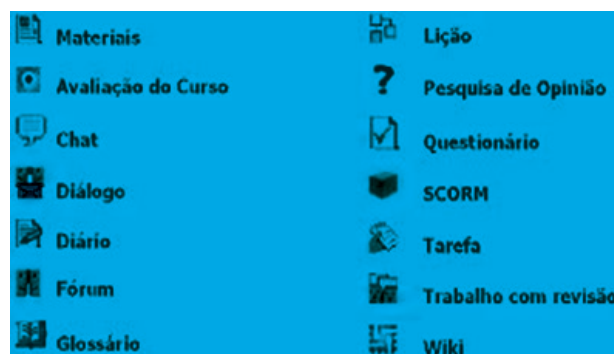 Materiais
Avaliação do Curso
Chat
Diálogo
Diário
Fórum
Glossário
Lição
Pesquisa de Opinião
Questionário
SCORM
Tarefa
Trabalho com revisão
Wiki